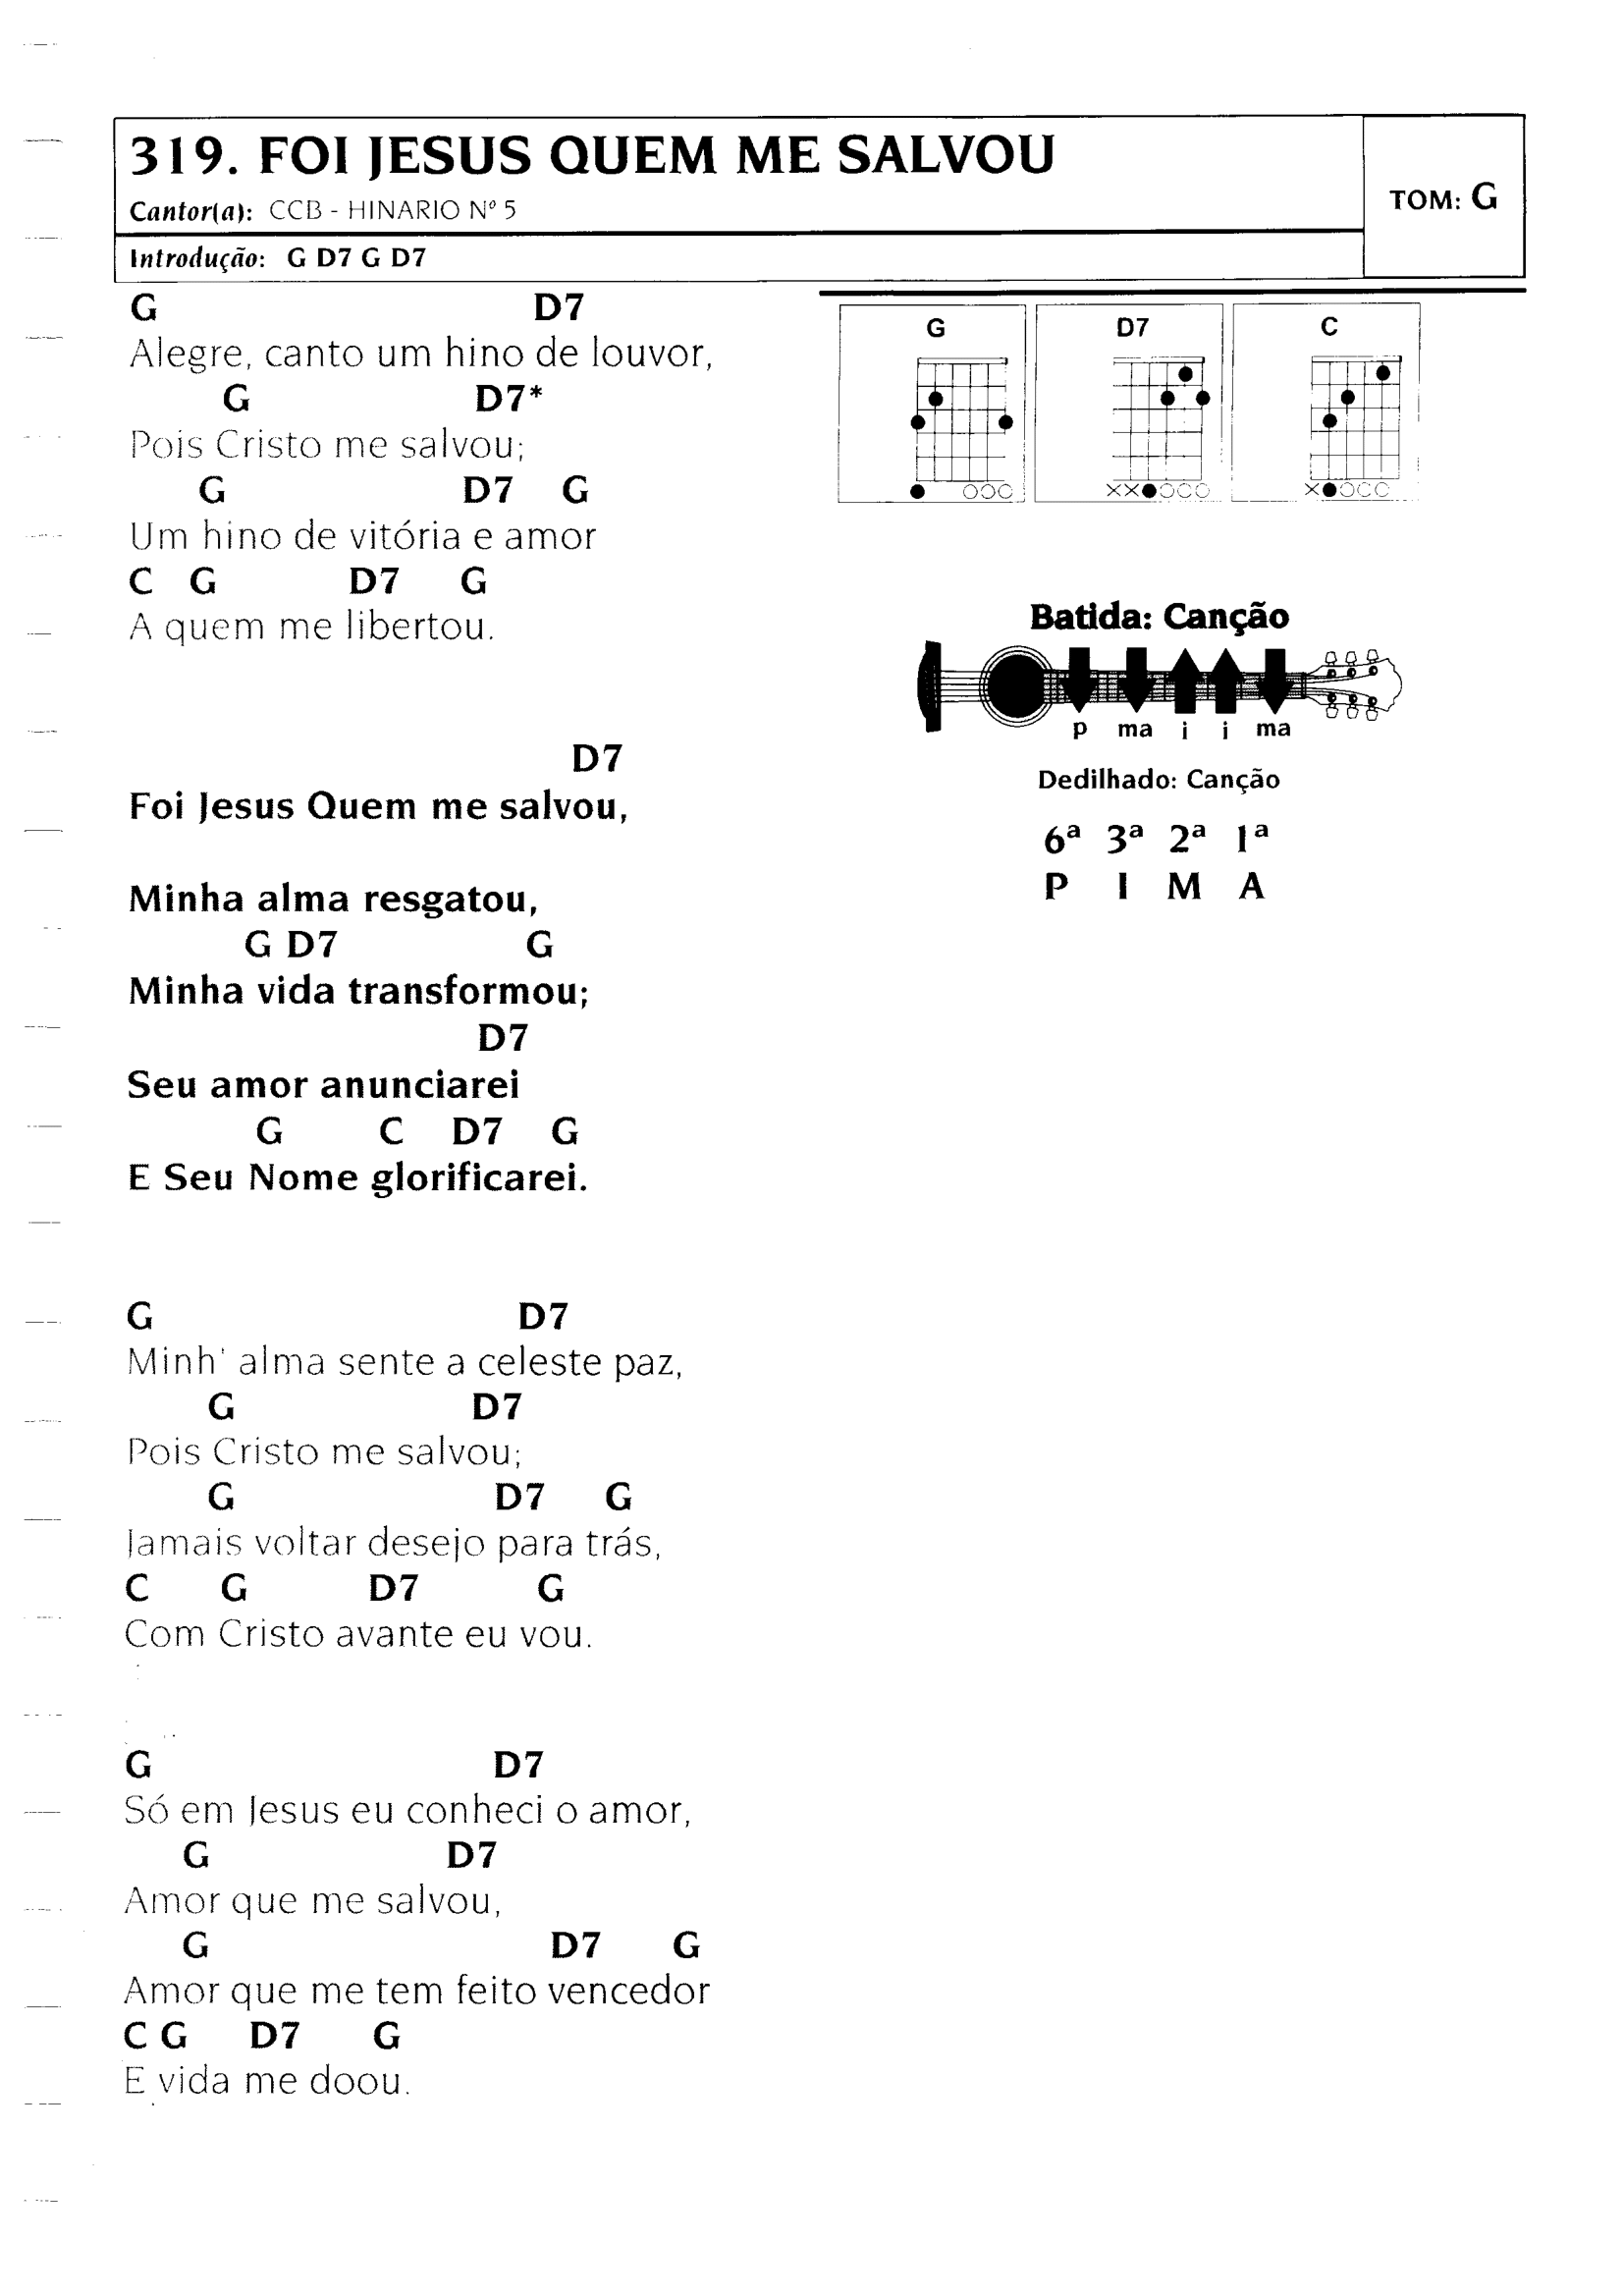 319. FOI JESUS QUEM ME SALVOU
Cantor(a): CCB - HINARIO Nº 5
TOM: G
Introdução: G D7 G D7
G D7
Alegre, canto um hino de louvor,
G D7*
Pois Cristo me salvou;
G D7 G
Um hino de vitória e amor
C G D7 G
A quem me libertou.
D7
Foi Jesus Quem me salvou,
Minha alma resgatou,
G D7 G
Minha vida transformou;
D7
Seu amor anunciarei
G C D7 G
E Seu Nome glorificarei.
G D7
Minh' alma sente a celeste paz,
G D7
Pois Cristo me salvou;
G D7 G
Jamais voltar desejo para trás,
C G D7 G
Com Cristo avante eu vou.
G D7
Só em Jesus eu conheci o amor,
G D7
Amor que me salvou,
G D7 G
Amor que me tem feito vencedor
C G D7 G
E vida me doou.
G D7 C
Batida: Canção
p ma i i ma
Dedilhado: Canção
6ª 3ª 2ª 1ª
P I M A